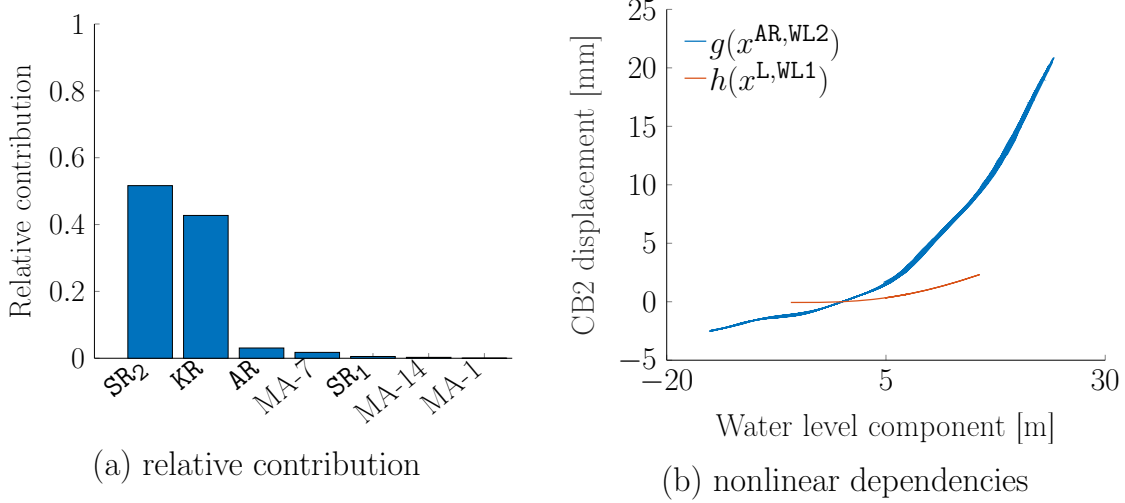 1
0.8
0.6
0.4
0.2
0
Relative contribution
SR₂
KR
AR
MA-7
SR₁
MA-14
MA-1
(a) relative contribution
25
20
15
10
5
0
−5
CB2 displacement [mm]
g(x^AR,WL2)
h(x^L,WL1)
−20
5
30
Water level component [m]
(b) nonlinear dependencies